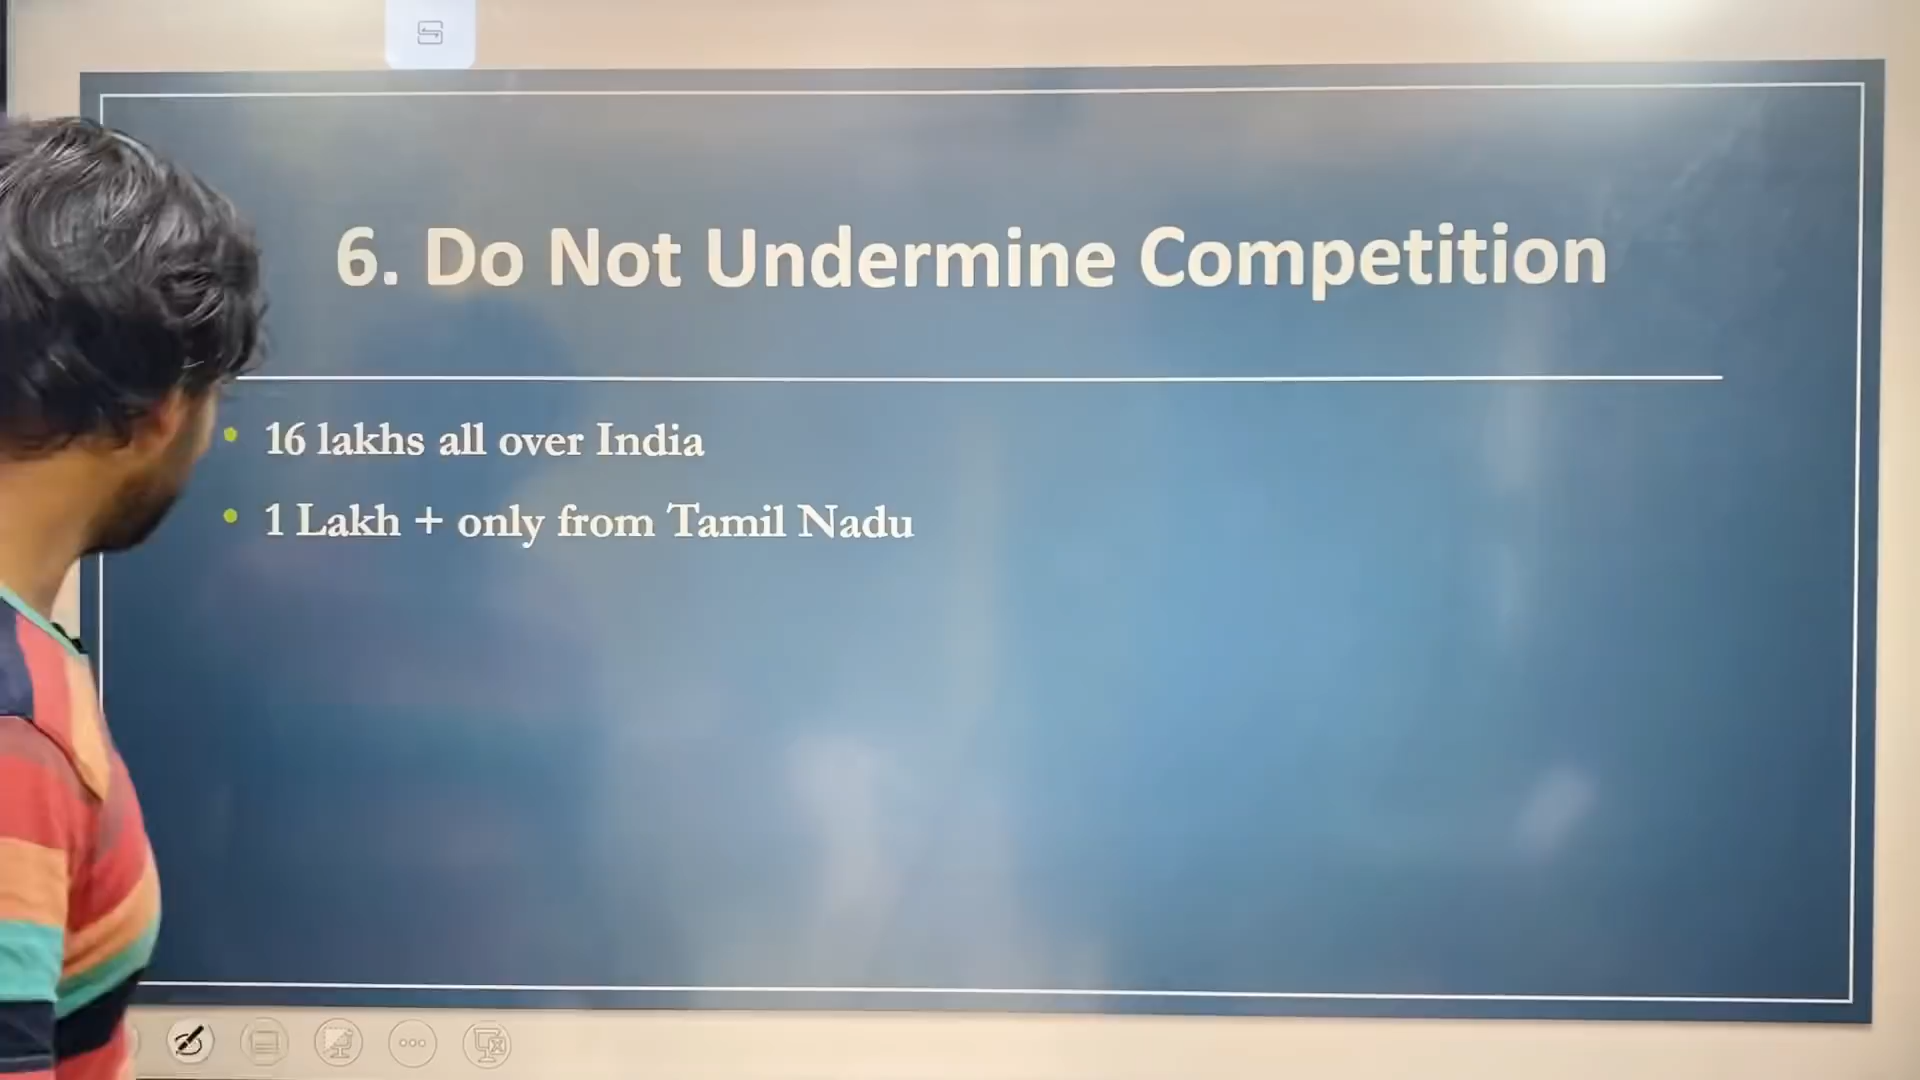 6. Do Not Undermine Competition
16 lakhs all over India
1 Lakh + only from Tamil Nadu